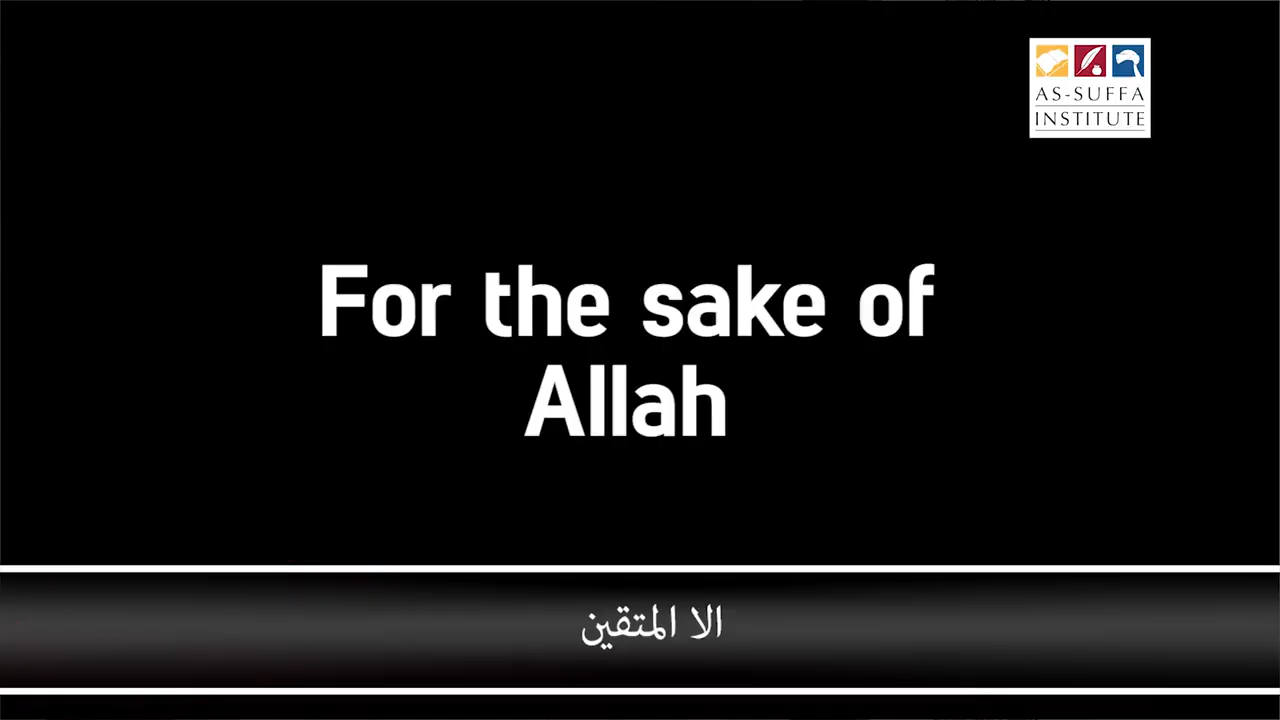 AS-SUFFA
INSTITUTE
For the sake of
Allah
الا المتقين